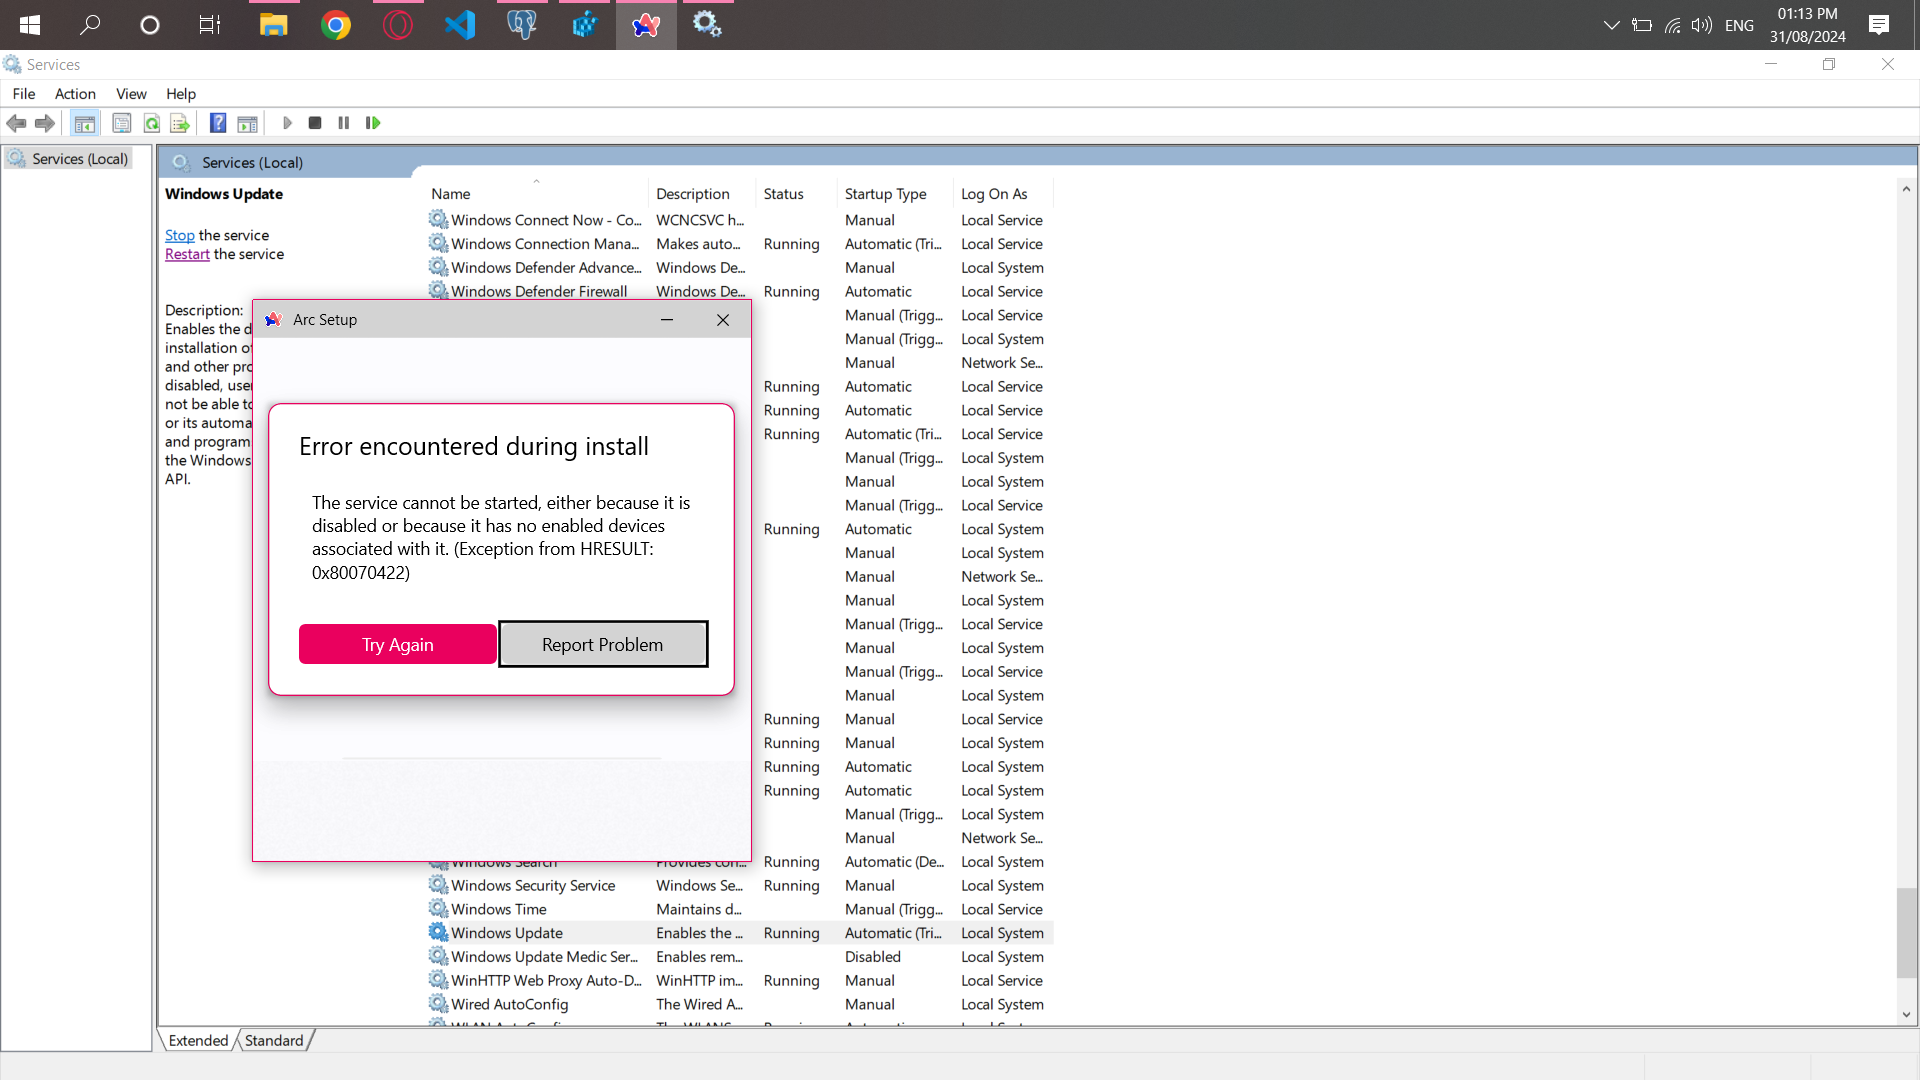 ENG
01:13 PM
31/08/2024
Services
File Action View Help
Services (Local)
Services (Local)
Windows Update
Stop the service
Restart the service
Description:
Enables the d
installation o
and other pro
disabled, use
not be able to
or its automa
and program
the Windows
API.
Name Description Status Startup Type Log On As
Windows Connect Now - Co... WCNCSVC h... Manual Local Service
Windows Connection Mana... Makes auto... Running Automatic (Tri... Local Service
Windows Defender Advance... Windows De... Manual Local System
Windows Defender Firewall Windows De... Running Automatic Local Service
Manual (Trigg... Local Service
Manual (Trigg... Local System
Manual Network Se...
Running Automatic Local Service
Running Automatic Local Service
Running Automatic (Tri... Local Service
Manual (Trigg... Local System
Manual Local System
Manual (Trigg... Local Service
Running Automatic Local System
Manual Local System
Manual Network Se...
Manual Local System
Manual (Trigg... Local Service
Manual Local System
Manual (Trigg... Local Service
Manual Local System
Running Manual Local Service
Running Manual Local System
Running Automatic Local System
Running Automatic Local Service
Manual (Trigg... Local System
Manual Network Se...
Windows Search Provides con... Running Automatic (De... Local System
Windows Security Service Windows Se... Running Manual Local System
Windows Time Maintains d... Manual (Trigg... Local Service
Windows Update Enables the ... Running Automatic (Tri... Local System
Windows Update Medic Ser... Enables rem... Disabled Local System
WinHTTP Web Proxy Auto-D... WinHTTP im... Running Manual Local Service
Wired AutoConfig The Wired A... Manual Local System
Arc Setup
Error encountered during install
The service cannot be started, either because it is
disabled or because it has no enabled devices
associated with it. (Exception from HRESULT:
0x80070422)
Try Again
Report Problem
Extended Standard